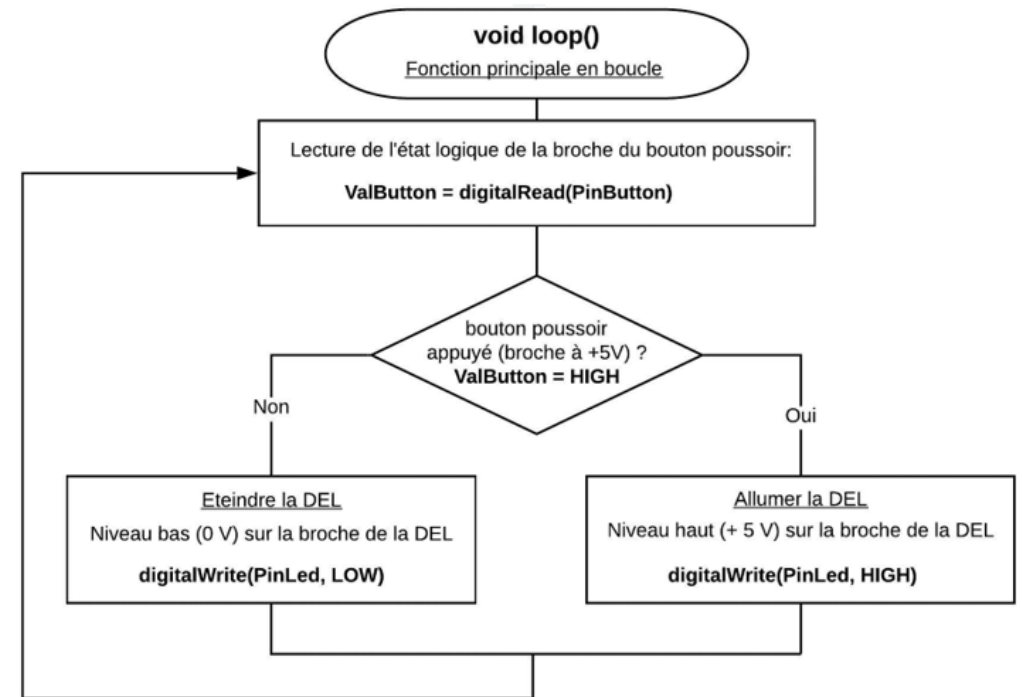 void loop()
Fonction principale en boucle
Lecture de l'état logique de la broche du bouton poussoir:
ValButton = digitalRead(PinButton)
bouton poussoir
appuyé (broche à +5V) ?
ValButton = HIGH
Non
Oui
Eteindre la DEL
Niveau bas (0 V) sur la broche de la DEL
digitalWrite(PinLed, LOW)
Allumer la DEL
Niveau haut (+ 5 V) sur la broche de la DEL
digitalWrite(PinLed, HIGH)